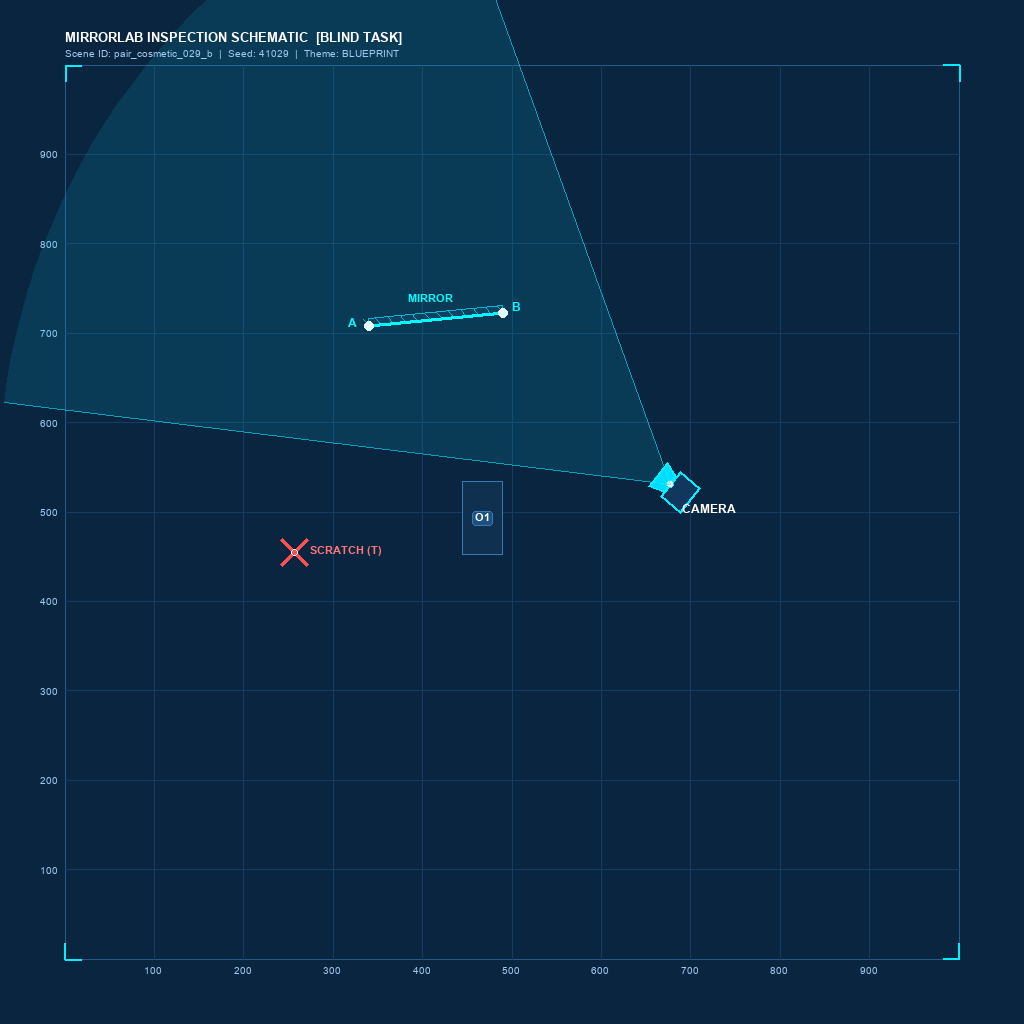 MIRRORLAB INSPECTION SCHEMATIC [BLIND TASK]
Scene ID: pair_cosmetic_029_b | Seed: 41029 | Theme: BLUEPRINT
900
800
MIRROR
B
A
700
600
500
O1
CAMERA
SCRATCH (T)
400
300
200
100
100 200 300 400 500 600 700 800 900